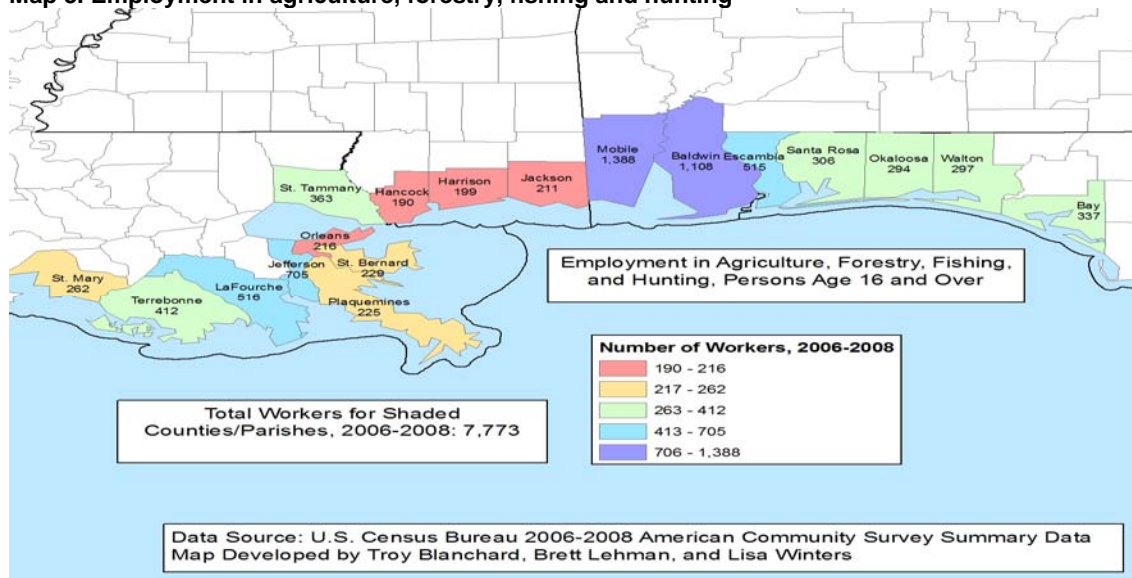 Map 3. Employment in agriculture, forestry, fishing and hunting
Mobile
1,388
Baldwin
1,108
Escambia
515
Santa Rosa
306
Okaloosa
294
Walton
297
Bay
337
St. Tammany
363
Hancock
190
Harrison
199
Jackson
211
Orleans
216
Jefferson
705
St. Bernard
229
St. Mary
262
LaFourche
516
Terrebonne
412
Plaquemines
225
Employment in Agriculture, Forestry, Fishing,
and Hunting, Persons Age 16 and Over
Number of Workers, 2006-2008
190 - 216
217 - 262
263 - 412
413 - 705
706 - 1,388
Total Workers for Shaded
Counties/Parishes, 2006-2008: 7,773
Data Source: U.S. Census Bureau 2006-2008 American Community Survey Summary Data
Map Developed by Troy Blanchard, Brett Lehman, and Lisa Winters